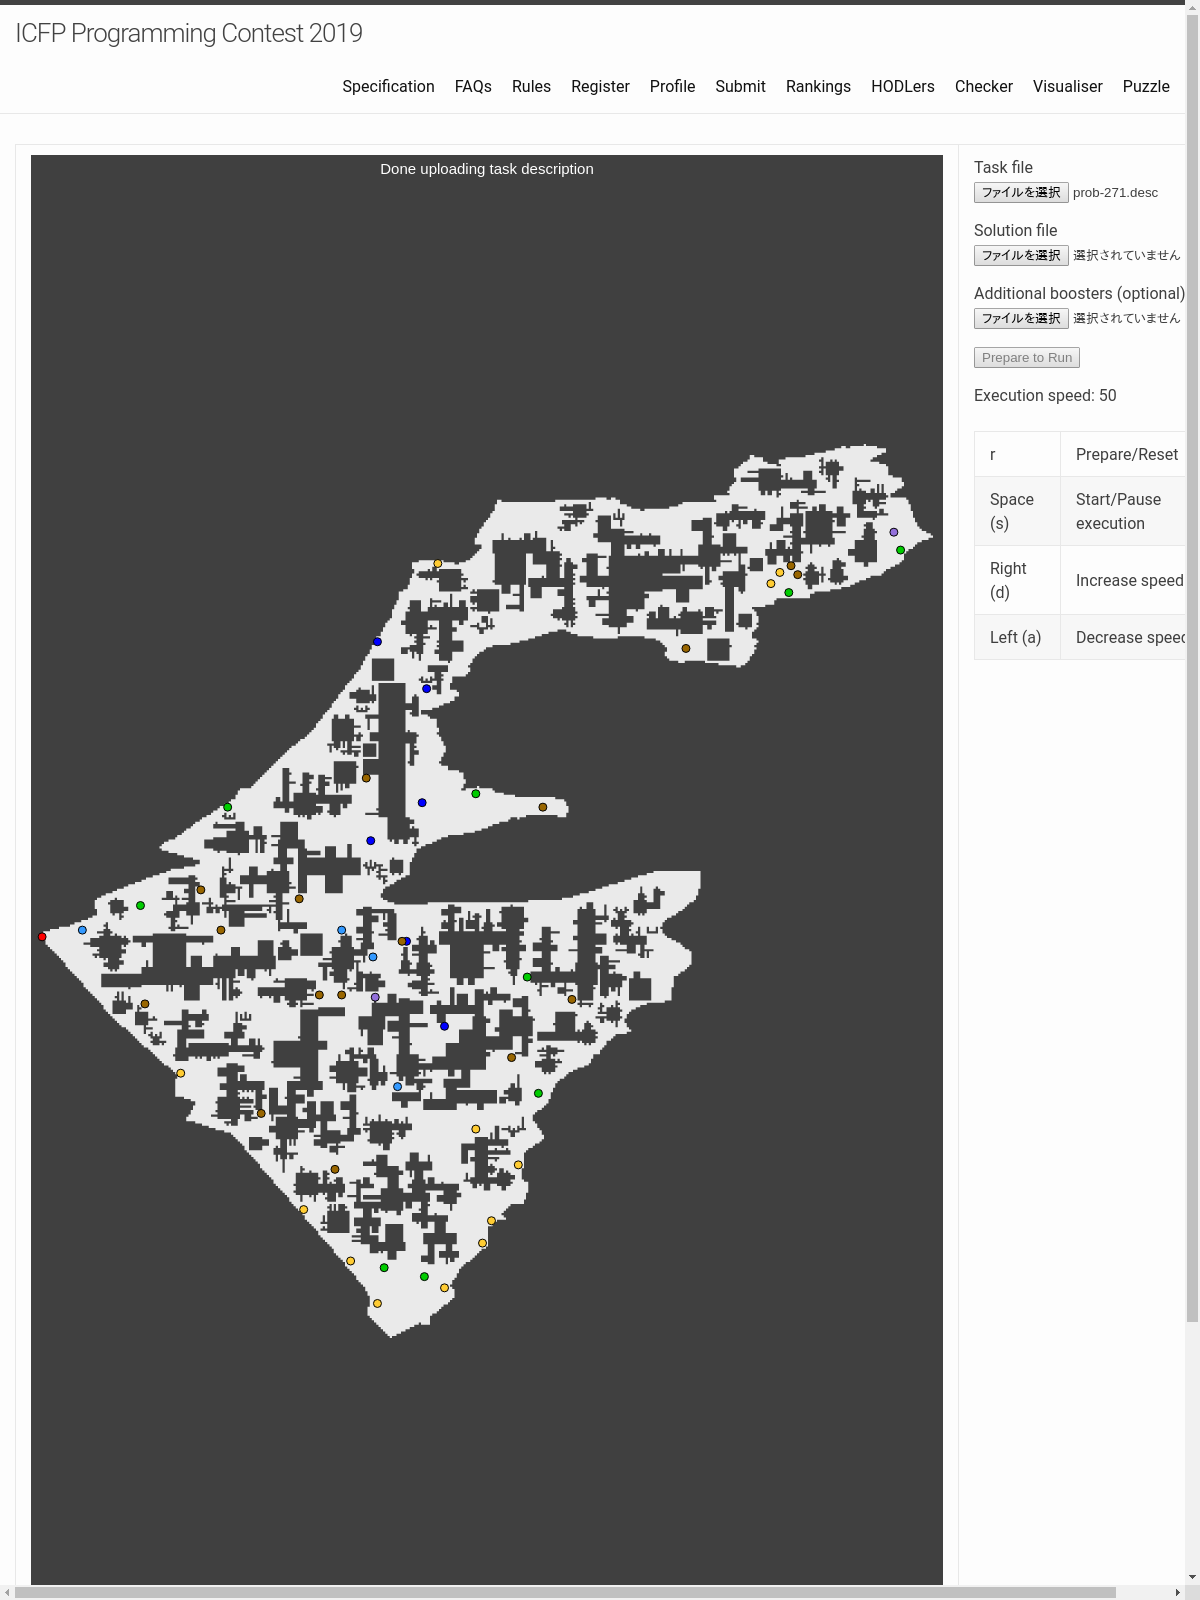 ICFP Programming Contest 2019
Specification FAQs Rules Register Profile Submit Rankings HODLers Checker Visualiser Puzzle
Done uploading task description
Task file
ファイルを選択 prob-271.desc
Solution file
ファイルを選択 選択されていません
Additional boosters (optional)
ファイルを選択 選択されていません
Prepare to Run
Execution speed: 50
r Prepare/Reset
Space (s) Start/Pause execution
Right (d) Increase speed
Left (a) Decrease speed